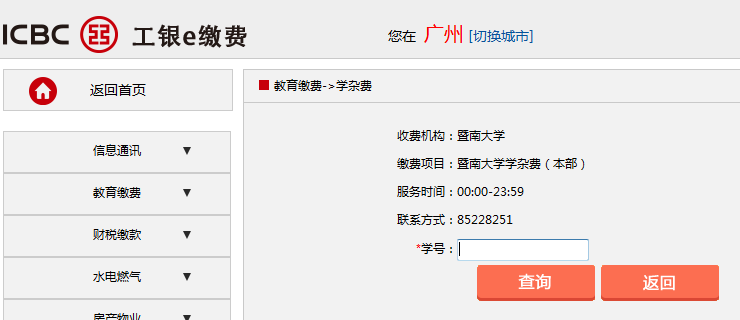 ICBC 工银e缴费
您在 广州 [切换城市]
返回首页
教育缴费->学杂费
信息通讯 ▼
教育缴费 ▼
财税缴款 ▼
水电燃气 ▼
房产物业 ▼
收费机构：暨南大学
缴费项目：暨南大学学杂费（本部）
服务时间：00:00-23:59
联系方式：85228251
*学号：
查询 返回